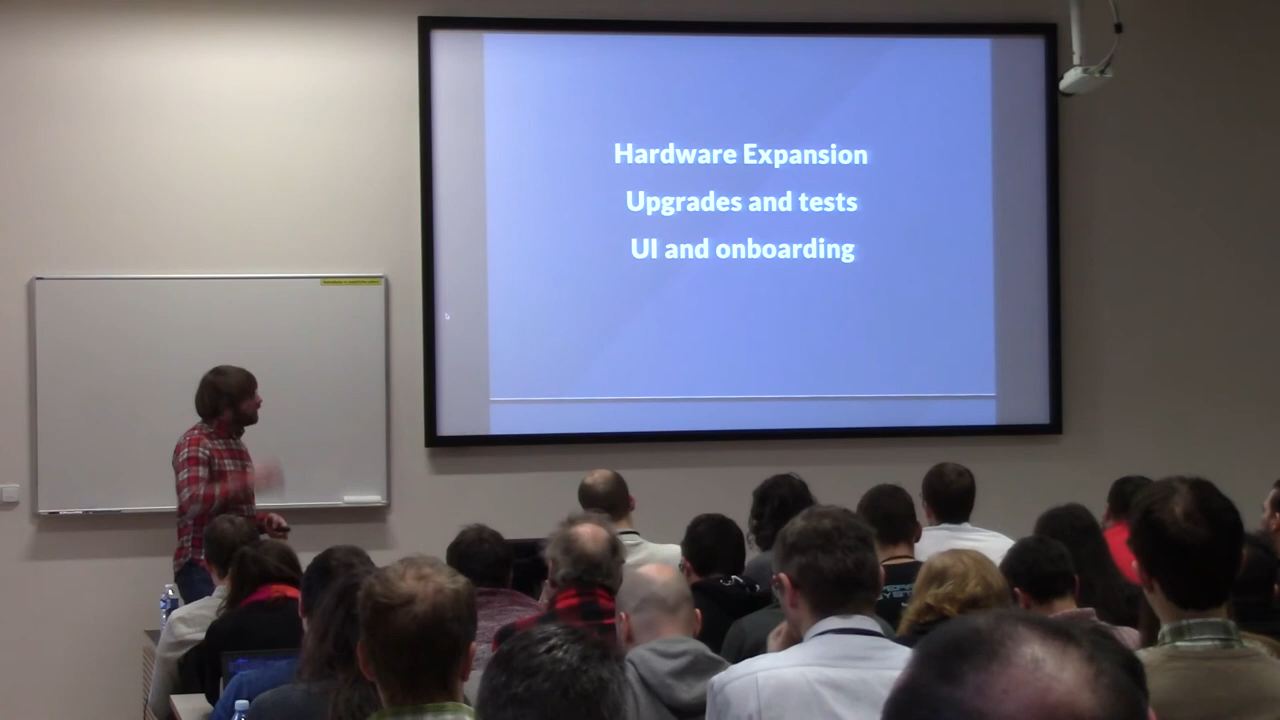 Hardware Expansion
Upgrades and tests
UI and onboarding